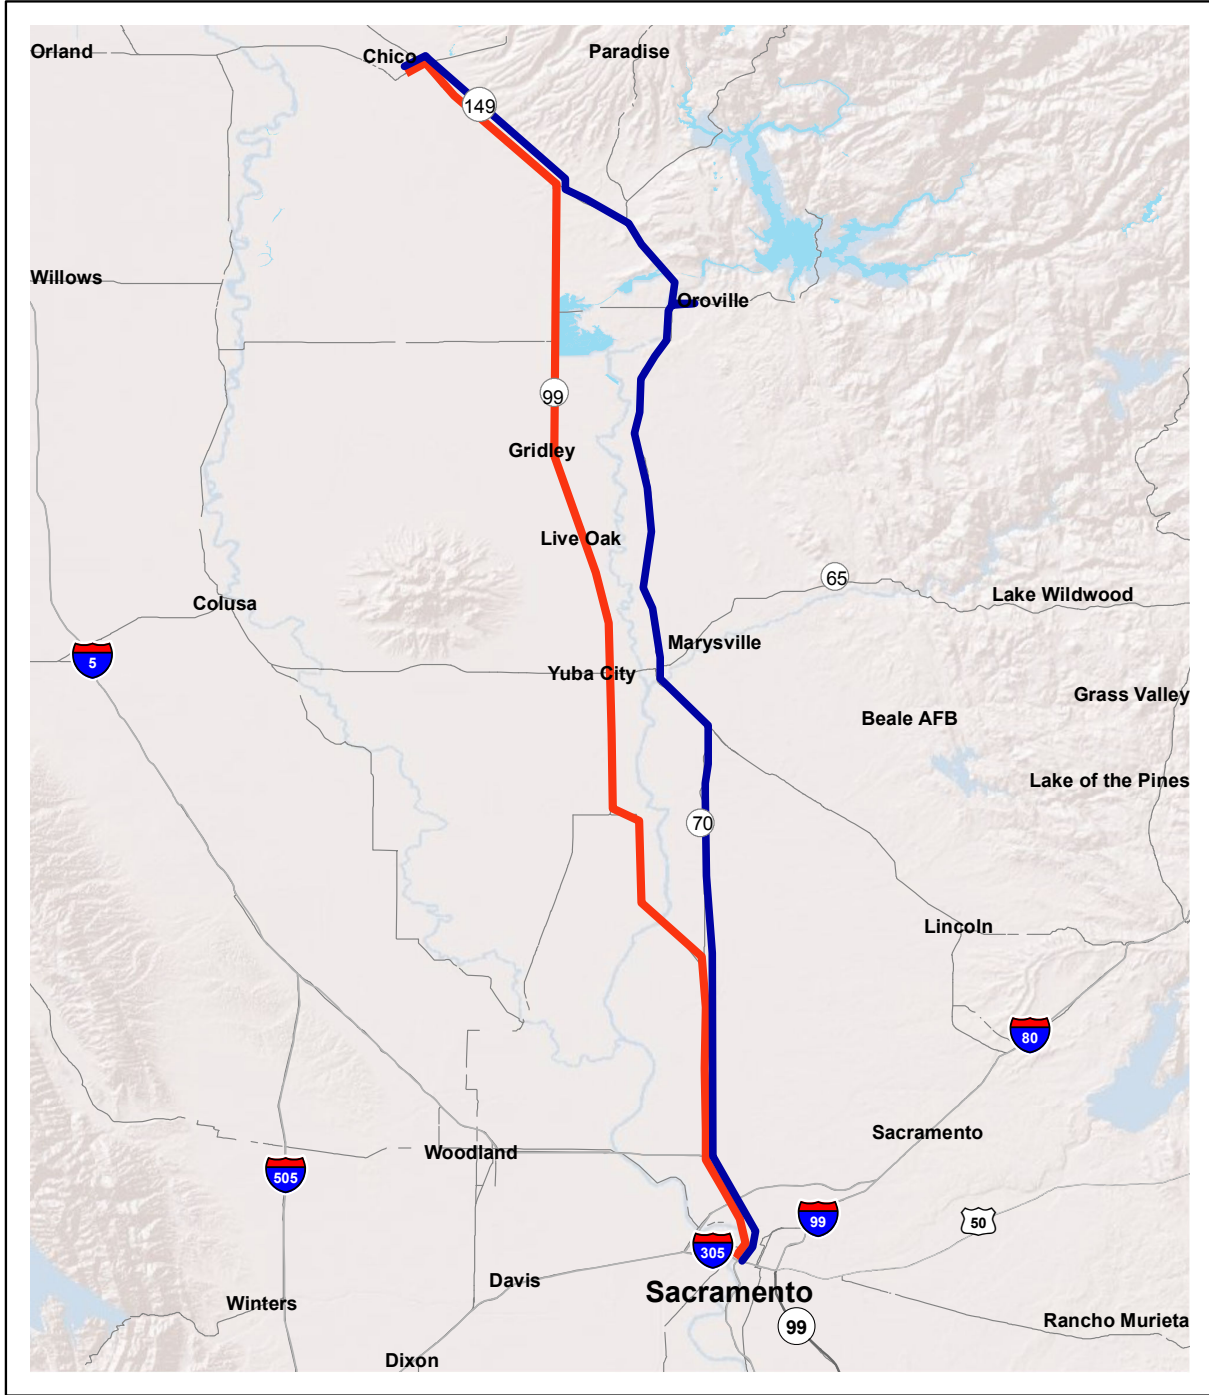 Orland
Chico
Paradise
149
Willows
Oroville
99
Gridley
Live Oak
65
Lake Wildwood
Colusa
5
Marysville
Yuba City
Grass Valley
Beale AFB
Lake of the Pines
70
Lincoln
80
Sacramento
Woodland
505
99
50
305
Davis
Sacramento
Winters
Rancho Murieta
99
Dixon